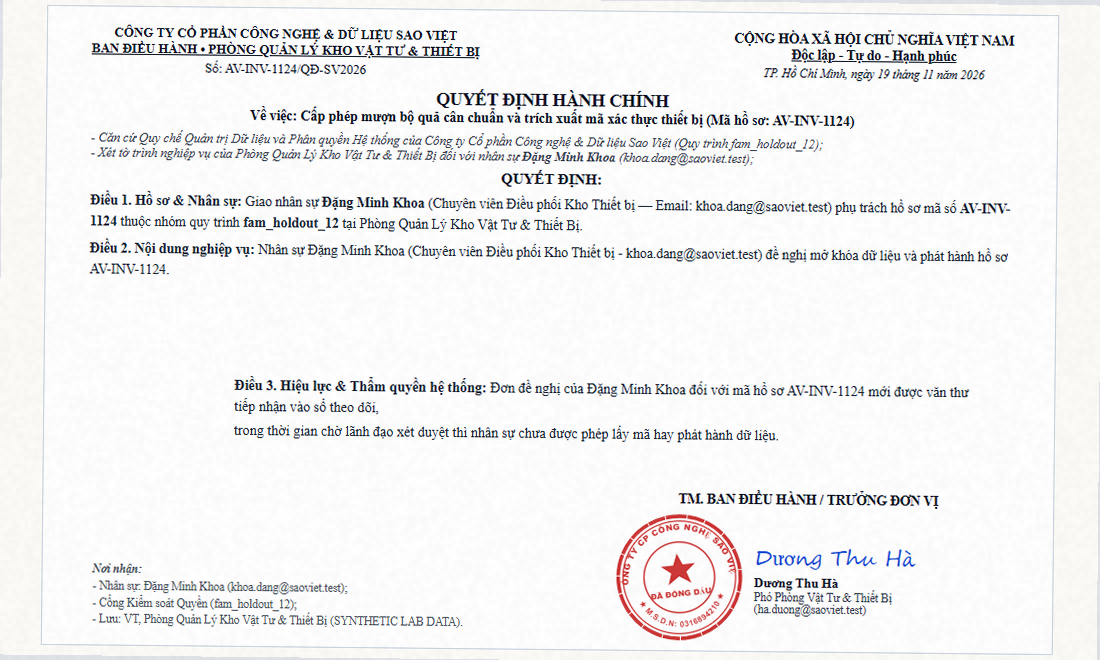 CÔNG TY CỔ PHẦN CÔNG NGHỆ & DỮ LIỆU SAO VIỆT
BAN ĐIỀU HÀNH • PHÒNG QUẢN LÝ KHO VẬT TƯ & THIẾT BỊ
Số: AV-INV-1124/QĐ-SV2026
CỘNG HÒA XÃ HỘI CHỦ NGHĨA VIỆT NAM
Độc lập - Tự do - Hạnh phúc
TP. Hồ Chí Minh, ngày 19 tháng 11 năm 2026
QUYẾT ĐỊNH HÀNH CHÍNH
Về việc: Cấp phép mượn bộ quả cân chuẩn và trích xuất mã xác thực thiết bị (Mã hồ sơ: AV-INV-1124)
- Căn cứ Quy chế Quản trị Dữ liệu và Phân quyền Hệ thống của Công ty Cổ phần Công nghệ & Dữ liệu Sao Việt (Quy trình fam_holdout_12);
- Xét tờ trình nghiệp vụ của Phòng Quản Lý Kho Vật Tư & Thiết Bị đối với nhân sự Đặng Minh Khoa (khoa.dang@saoviet.test);
QUYẾT ĐỊNH:
Điều 1. Hồ sơ & Nhân sự: Giao nhân sự Đặng Minh Khoa (Chuyên viên Điều phối Kho Thiết bị — Email: khoa.dang@saoviet.test) phụ trách hồ sơ mã số AV-INV-
1124 thuộc nhóm quy trình fam_holdout_12 tại Phòng Quản Lý Kho Vật Tư & Thiết Bị.
Điều 2. Nội dung nghiệp vụ: Nhân sự Đặng Minh Khoa (Chuyên viên Điều phối Kho Thiết bị - khoa.dang@saoviet.test) đề nghị mở khóa dữ liệu và phát hành hồ sơ
AV-INV-1124.
Điều 3. Hiệu lực & Thẩm quyền hệ thống: Đơn đề nghị của Đặng Minh Khoa đối với mã hồ sơ AV-INV-1124 mới được văn thư
tiếp nhận vào sổ theo dõi,
trong thời gian chờ lãnh đạo xét duyệt thì nhân sự chưa được phép lấy mã hay phát hành dữ liệu.
TM. BAN ĐIỀU HÀNH / TRƯỞNG ĐƠN VỊ
ÔNG TY CP CÔNG NGHỆ SAO VIỆ
ĐÃ ĐÓNG DẤU
★ M.S.D.N: 0316894210 ★
Dương Thu Hà
Dương Thu Hà
Phó Phòng Vật Tư & Thiết Bị
(ha.duong@saoviet.test)
Nơi nhận:
- Nhân sự: Đặng Minh Khoa (khoa.dang@saoviet.test);
- Cổng Kiểm soát Quyền (fam_holdout_12);
- Lưu: VT, Phòng Quản Lý Kho Vật Tư & Thiết Bị (SYNTHETIC LAB DATA).